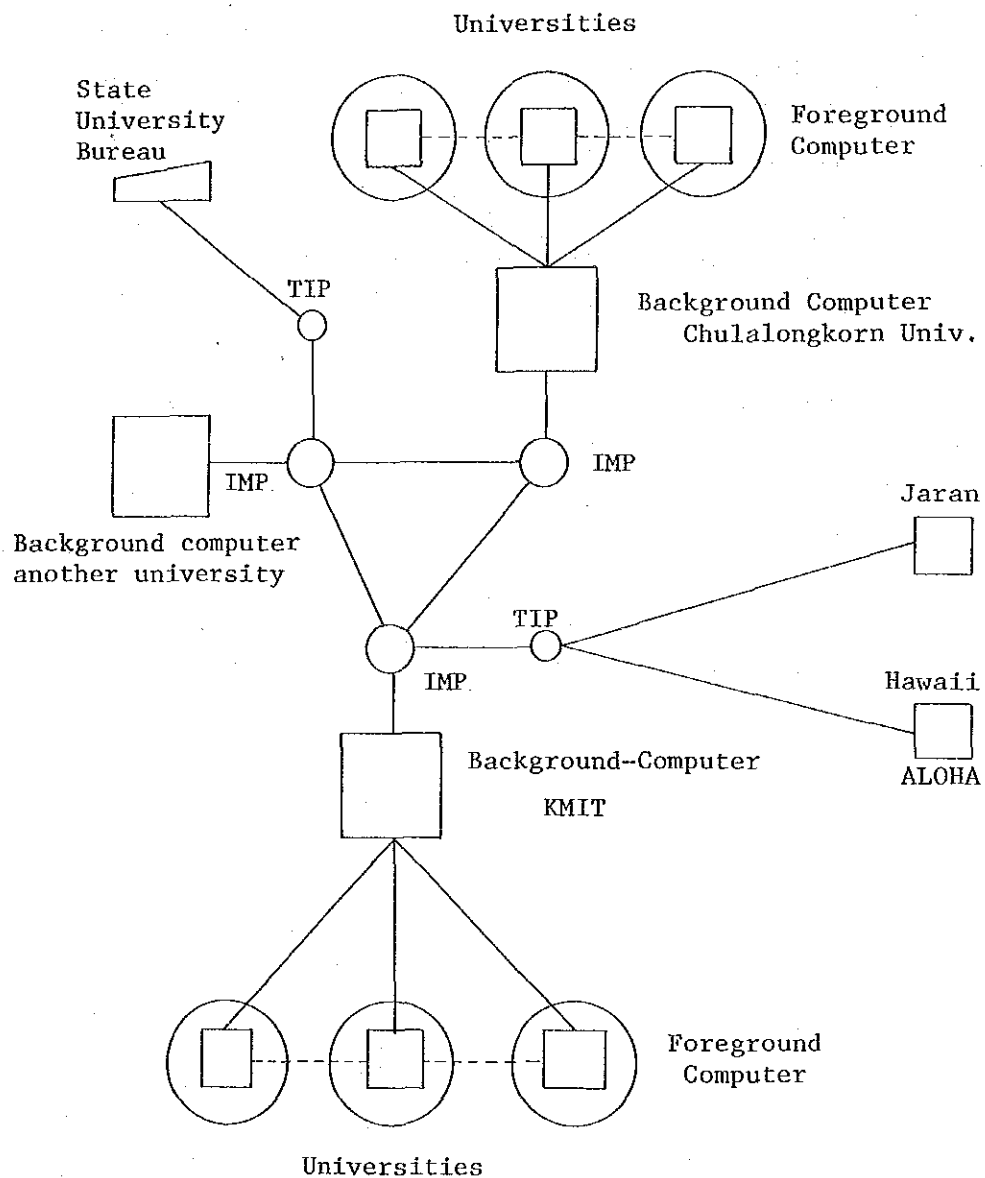 Universities
State
University
Bureau
Foreground
Computer
TIP
Background Computer
Chulalongkorn Univ.
IMP
IMP
Jaran
Background computer
another university
TIP
IMP
Hawaii
ALOHA
Background-Computer
KMIT
Foreground
Computer
Universities